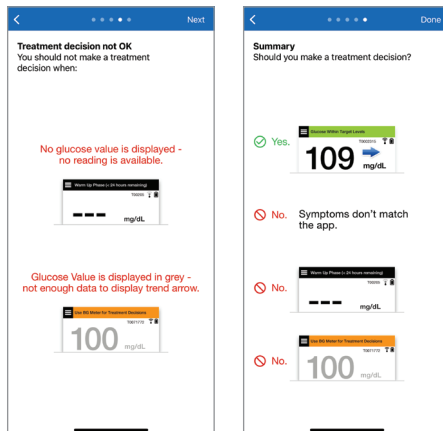 Next
Treatment decision not OK
You should not make a treatment
decision when:
No glucose value is displayed -
no reading is available.
Warm Up Phase (< 24 hours remaining)
--- mg/dL
Glucose Value is displayed in grey -
not enough data to display trend arrow.
Use BG Meter for Treatment Decisions
100 mg/dL
Done
Summary
Should you make a treatment decision?
Yes.
Glucose Within Target Levels
109 mg/dL
No. Symptoms don't match
the app.
No.
Warm Up Phase (< 24 hours remaining)
--- mg/dL
No.
Use BG Meter for Treatment Decisions
100 mg/dL